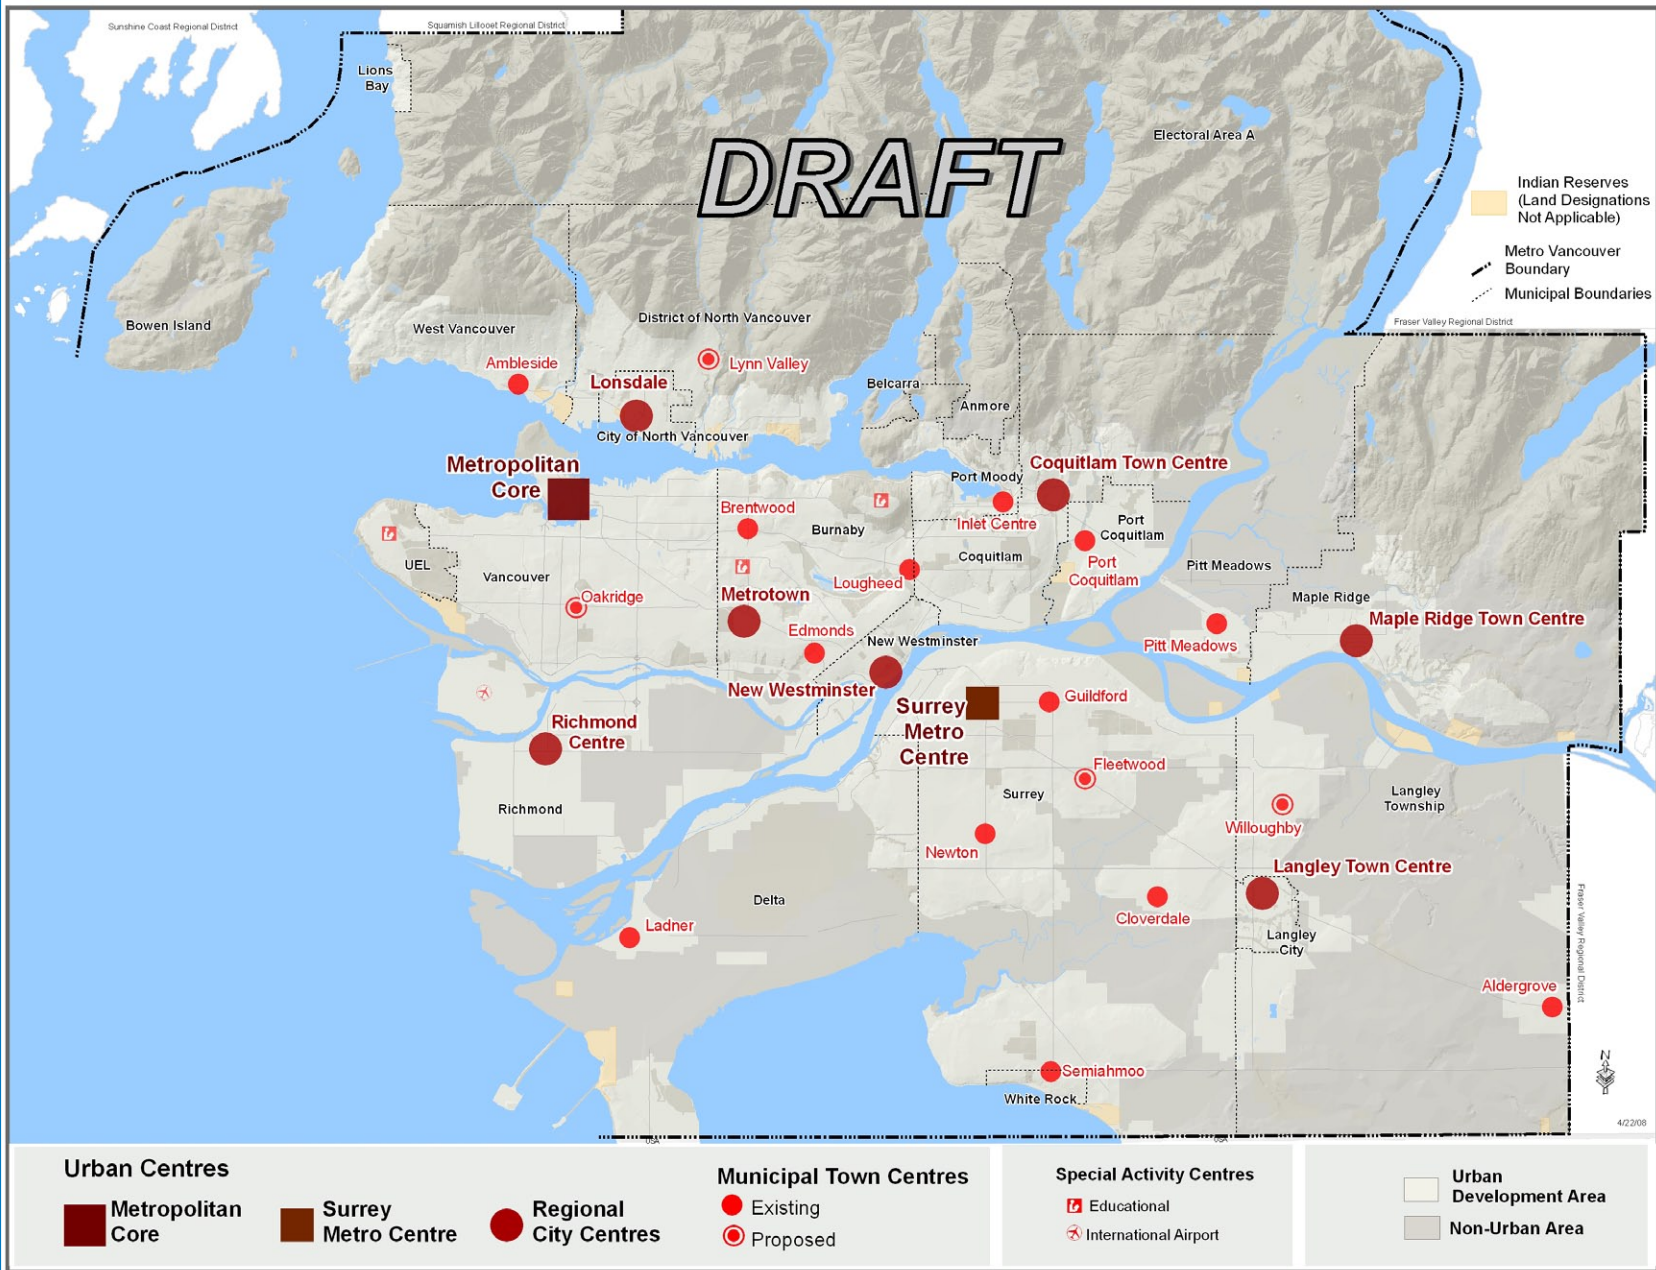 Sunshine Coast Regional District
Squamish Lillooet Regional District
Lions
Bay
Electoral Area A
DRAFT
Indian Reserves
(Land Designations
Not Applicable)
Metro Vancouver
Boundary
Municipal Boundaries
Fraser Valley Regional District
Bowen Island
West Vancouver
District of North Vancouver
Ambleside
Lynn Valley
Lonsdale
Belcarra
Anmore
City of North Vancouver
Metropolitan
Core
Coquitlam Town Centre
Port Moody
Brentwood
Inlet Centre
Burnaby
Port
Coquitlam
UEL
Vancouver
Coquitlam
Lougheed
Port
Coquitlam
Pitt Meadows
Oakridge
Metrotown
Maple Ridge
Maple Ridge Town Centre
Edmonds
New Westminster
Pitt Meadows
New Westminster
Surrey
Metro
Centre
Guildford
Richmond
Centre
Fleetwood
Richmond
Surrey
Langley
Township
Willoughby
Newton
Langley Town Centre
Delta
Ladner
Cloverdale
Langley
City
Fraser Valley Regional District
Aldergrove
Semiahmoo
White Rock
N
4/22/08
USA
USA
Urban Centres
Metropolitan
Core
Surrey
Metro Centre
Regional
City Centres
Municipal Town Centres
Existing
Proposed
Special Activity Centres
Educational
International Airport
Urban
Development Area
Non-Urban Area